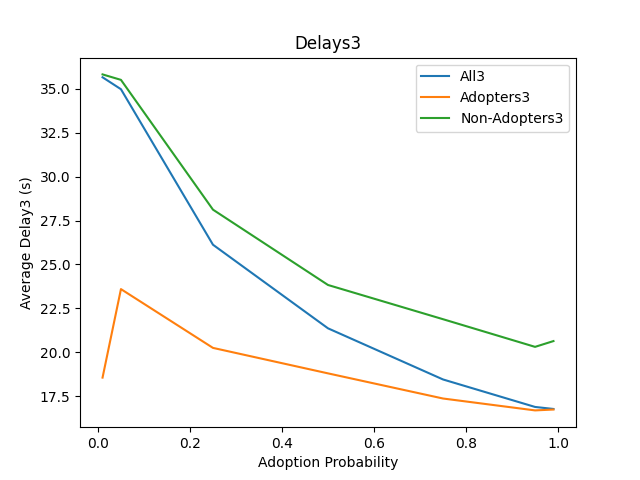 Delays3
All3
Adopters3
Non-Adopters3
Average Delay3 (s)
35.0
32.5
30.0
27.5
25.0
22.5
20.0
17.5
0.0 0.2 0.4 0.6 0.8 1.0
Adoption Probability